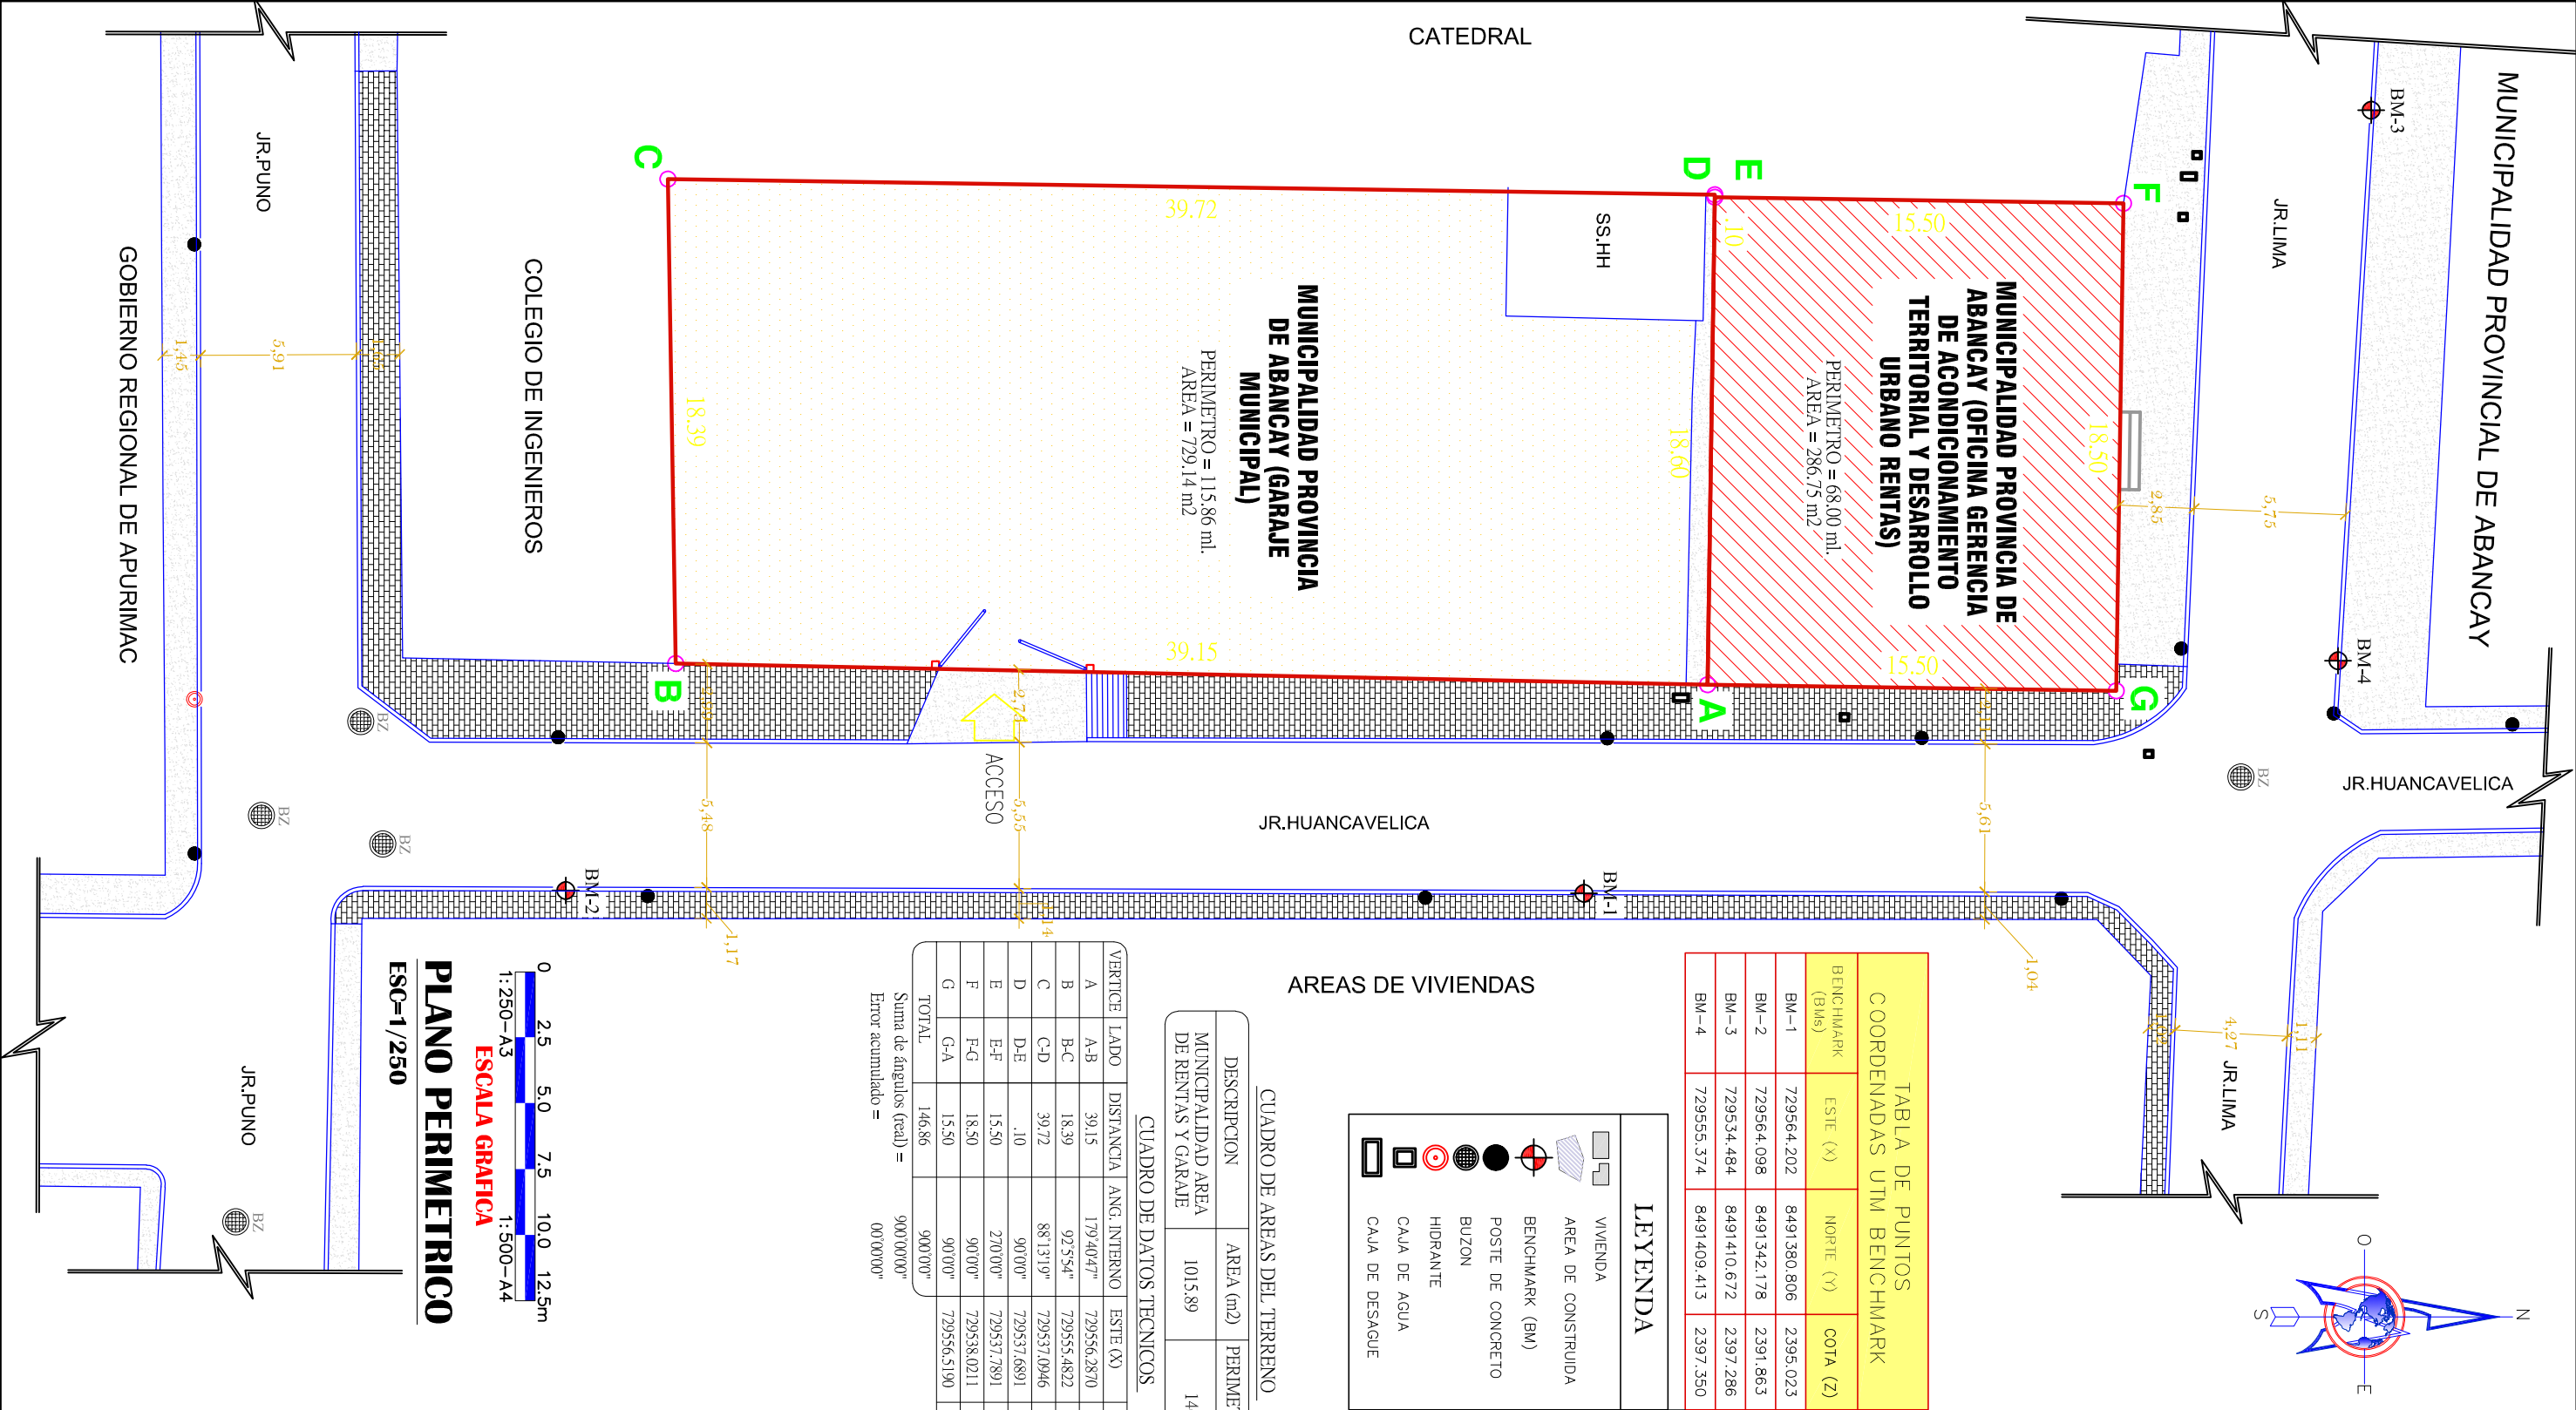 CATEDRAL
MUNICIPALIDAD PROVINCIAL DE ABANCAY
BM-3
BM-4
JR.LIMA
JR.PUNO
GOBIERNO REGIONAL DE APURIMAC
COLEGIO DE INGENIEROS
C
D
E
F
G
A
B
39.72
.10
15.50
18.39
18.60
18.50
39.15
15.50
SS.HH
MUNICIPALIDAD PROVINCIA
DE ABANCAY (GARAJE
MUNICIPAL)
PERIMETRO = 115.86 ml.
AREA = 729.14 m2
MUNICIPALIDAD PROVINCIA DE
ABANCAY (OFICINA GERENCIA
DE ACONDICIONAMIENTO
TERRITORIAL Y DESARROLLO
URBANO RENTAS)
PERIMETRO = 68.00 ml.
AREA = 286.75 m2
1,45
5,91
2,85
5,75
2,75
5,48
5,55
5,61
1,17
1,04
4,27
1,11
ACCESO
JR.HUANCAVELICA
JR.HUANCAVELICA
BZ
BZ
BZ
BZ
BZ
BM-2
BM-1
AREAS DE VIVIENDAS
JR.LIMA
JR.PUNO
TABLA DE PUNTOS
COORDENADAS UTM BENCHMARK
BENCHMARK (BMs) ESTE (X) NORTE (Y) COTA (Z)
BM-1 729564.202 8491380.806 2395.023
BM-2 729564.098 8491342.178 2391.863
BM-3 729534.484 8491410.672 2397.286
BM-4 729555.374 8491409.413 2397.350
LEYENDA
VIVIENDA
AREA DE CONSTRUIDA
BENCHMARK (BM)
POSTE DE CONCRETO
BUZON
HIDRANTE
CAJA DE AGUA
CAJA DE DESAGUE
CUADRO DE AREAS DEL TERRENO
DESCRIPCION AREA (m2) PERIME
MUNICIPALIDAD AREA
DE RENTAS Y GARAJE 1015.89 14
CUADRO DE DATOS TECNICOS
VERTICE LADO DISTANCIA ANG. INTERNO ESTE (X)
A A-B 39.15 179°40'47" 729556.2870
B B-C 18.39 92°5'54" 729555.4822
C C-D 39.72 88°13'19" 729537.0946
D D-E .10 90°0'0" 729537.6891
E E-F 15.50 270°0'0" 729537.7891
F F-G 18.50 90°0'0" 729538.0211
G G-A 15.50 90°0'0" 729556.5190
TOTAL 146.86 900°0'0"
Suma de ángulos (real) = 900°00'00"
Error acumulado = 00°00'00"
0 2.5 5.0 7.5 10.0 12.5m
1:250-A3 1:500-A4
ESCALA GRAFICA
PLANO PERIMETRICO
ESC=1/250
N
S
E
O